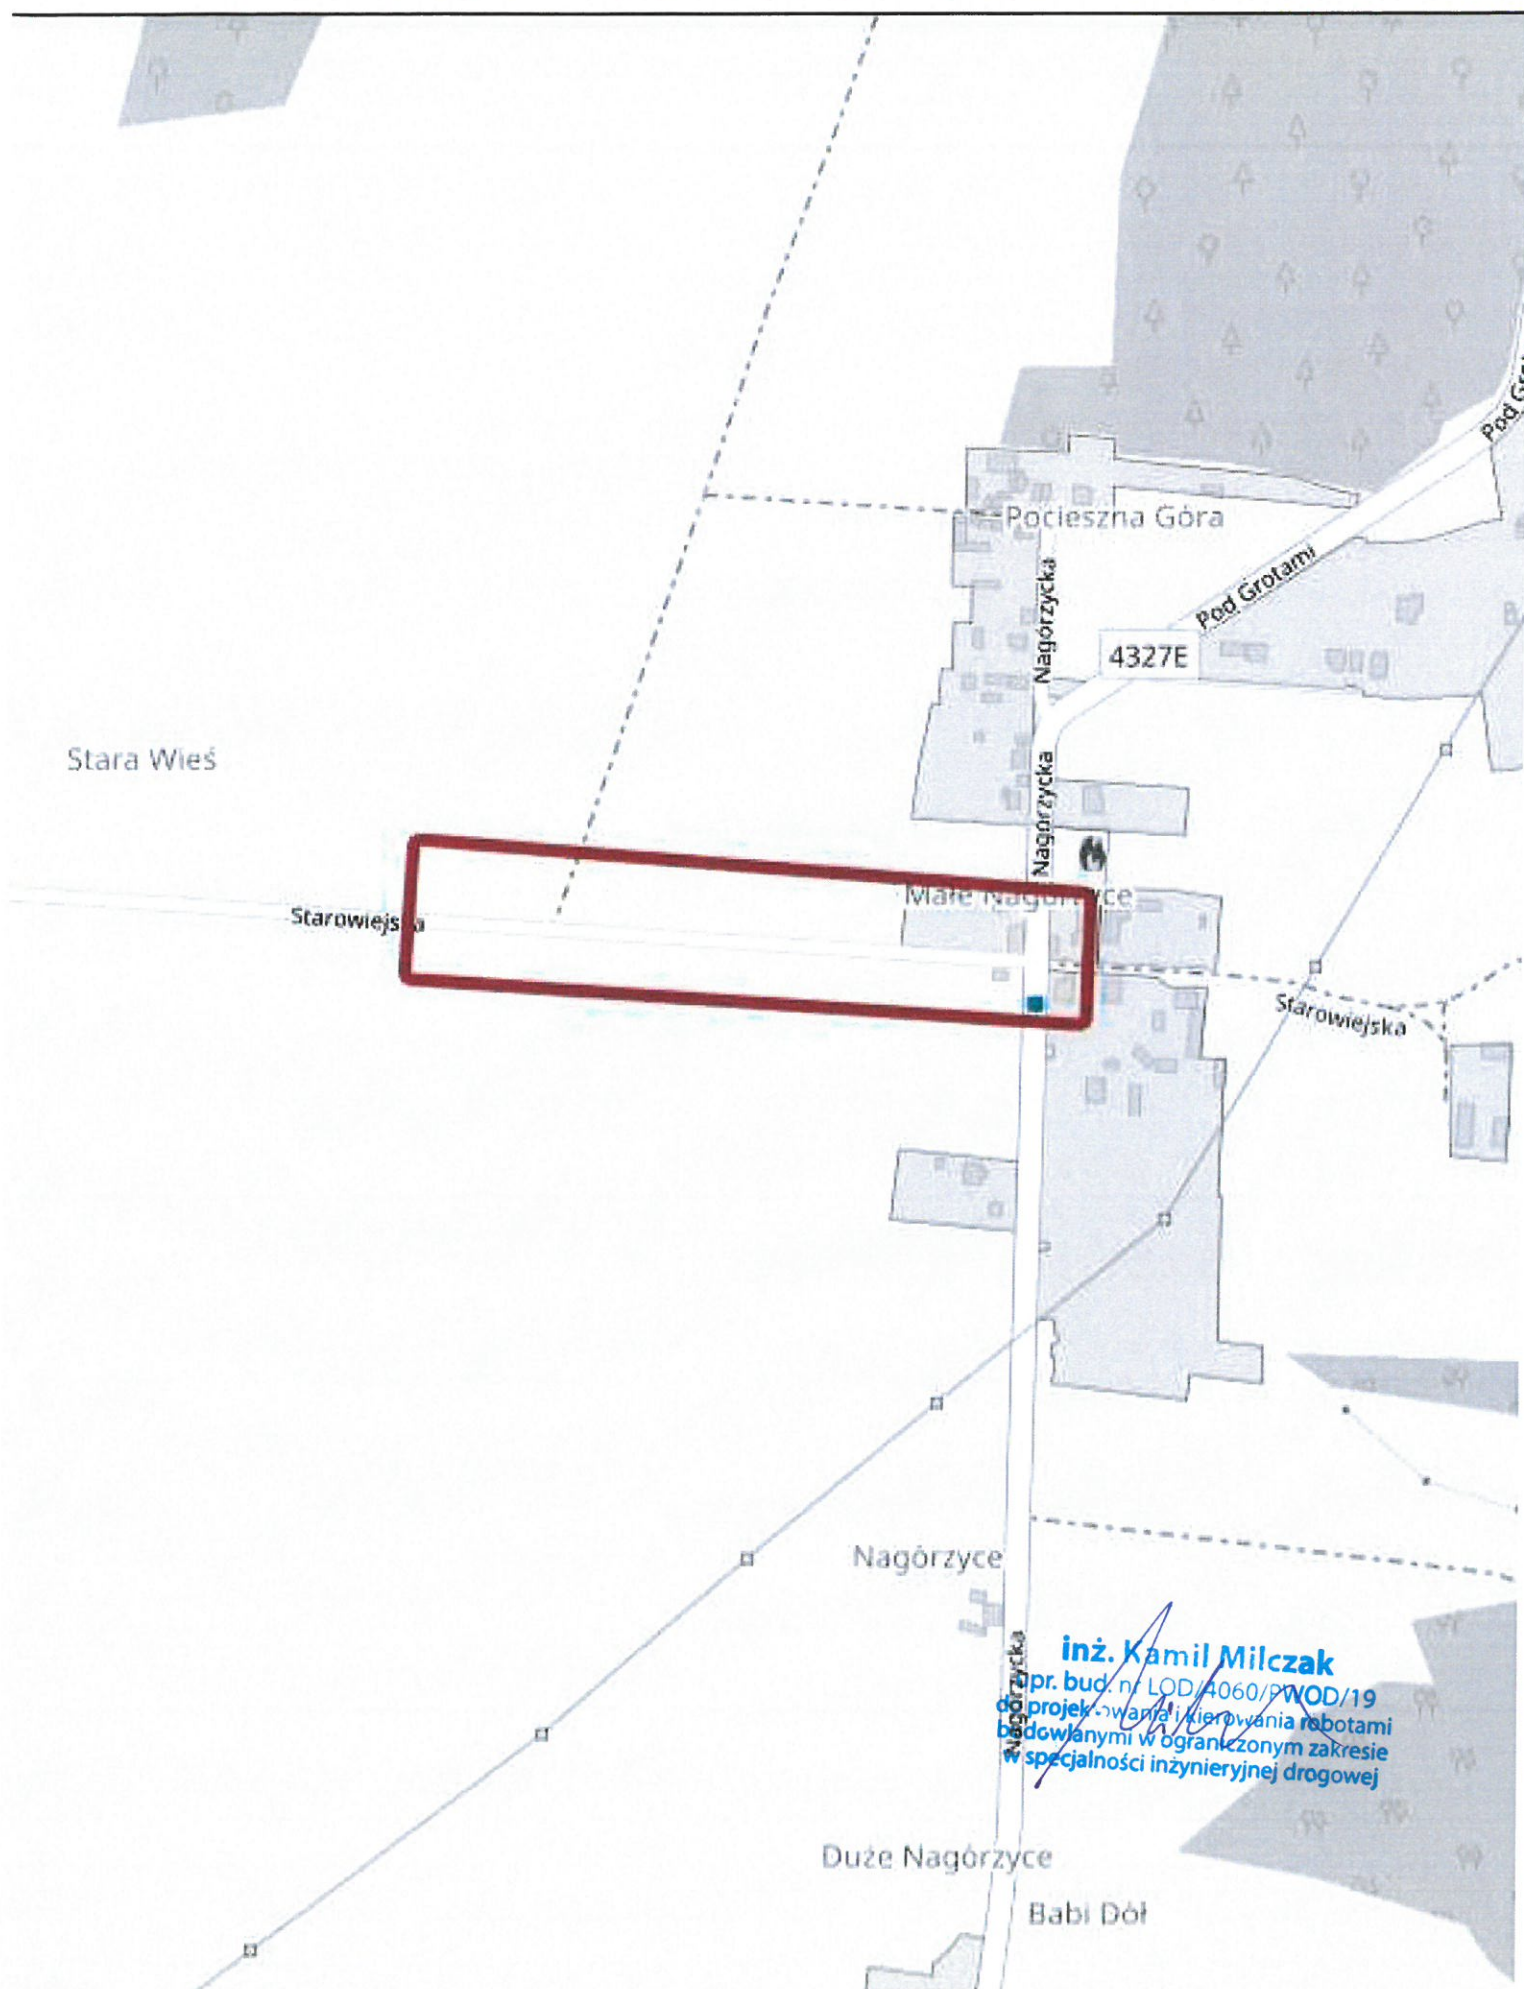 Pod Gro
Pocieszna Góra
Nagórzycka
Pod Grotami
4327E
Stara Wieś
Nagórzycka
Małe Nagórzyce
Starowiejska
Starowiejska
Nagórzyce
Nagórzycka
inż. Kamil Milczak
upr. bud. nr LOD/4060/PWOD/19
do projektowania i kierowania robotami
budowlanymi w ograniczonym zakresie
w specjalności inżynieryjnej drogowej
Duże Nagórzyce
Babi Dół